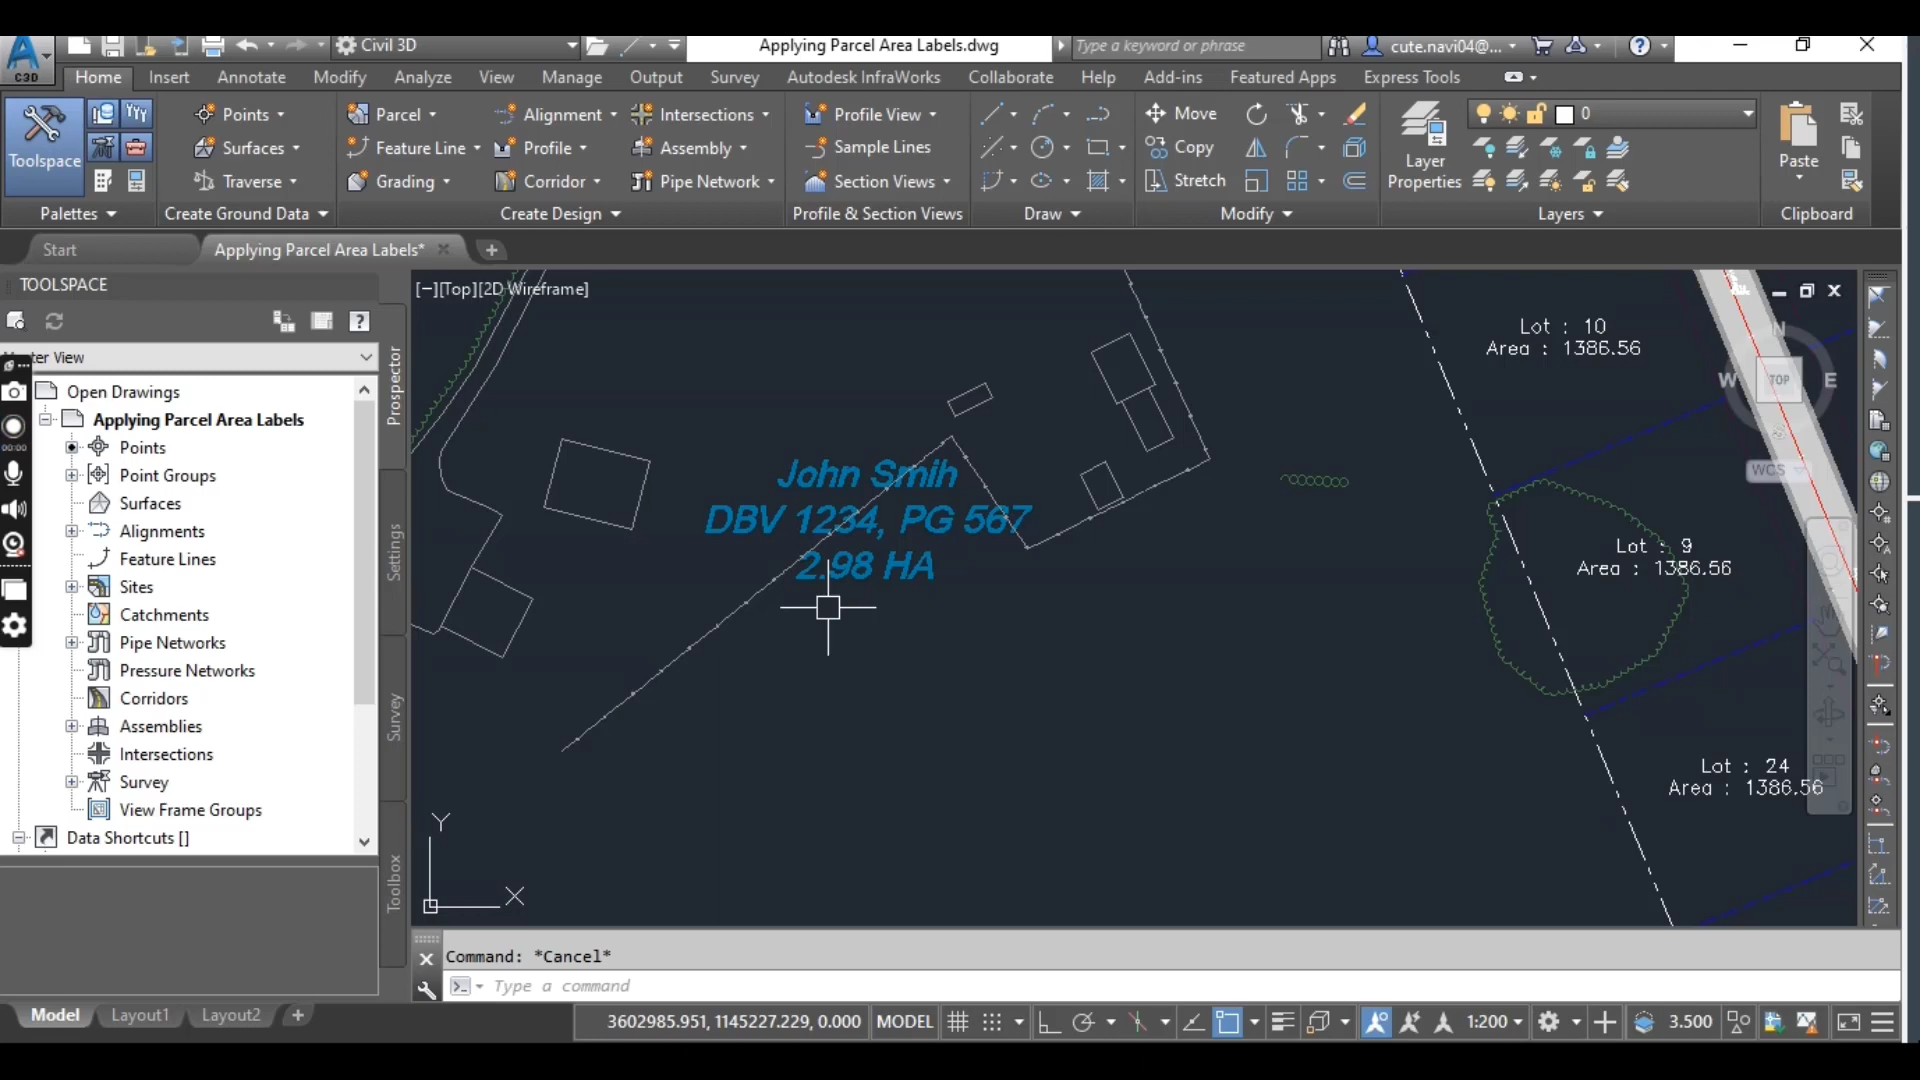 C3D
Civil 3D
Applying Parcel Area Labels.dwg
Type a keyword or phrase
cute.navi04@...
Home Insert Annotate Modify Analyze View Manage Output Survey Autodesk InfraWorks Collaborate Help Add-ins Featured Apps Express Tools
Toolspace
Points
Surfaces
Traverse
Parcel
Feature Line
Grading
Alignment
Profile
Corridor
Intersections
Assembly
Pipe Network
Profile View
Sample Lines
Section Views
Move
Copy
Stretch
Layer
Properties
0
Paste
Palettes
Create Ground Data
Create Design
Profile & Section Views
Draw
Modify
Layers
Clipboard
Start
Applying Parcel Area Labels*
TOOLSPACE
ter View
Open Drawings
Applying Parcel Area Labels
Points
Point Groups
Surfaces
Alignments
Feature Lines
Sites
Catchments
Pipe Networks
Pressure Networks
Corridors
Assemblies
Intersections
Survey
View Frame Groups
Data Shortcuts []
00:00
Prospector
Settings
Survey
Toolbox
[−][Top][2D Wireframe]
John Smih
DBV 1234, PG 567
2.98 HA
Lot : 10
Area : 1386.56
Lot : 9
Area : 1386.56
Lot : 24
Area : 1386.56
N
W
TOP
E
S
WCS
Y
X
Command: *Cancel*
Type a command
Model
Layout1
Layout2
3602985.951, 1145227.229, 0.000
MODEL
1:200
3.500